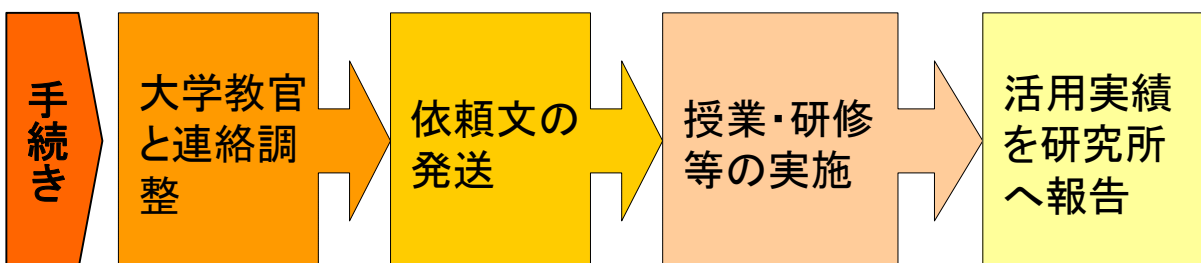 手続き
大学教官
と連絡調
整
依頼文の
発送
授業・研修
等の実施
活用実績
を研究所
へ報告